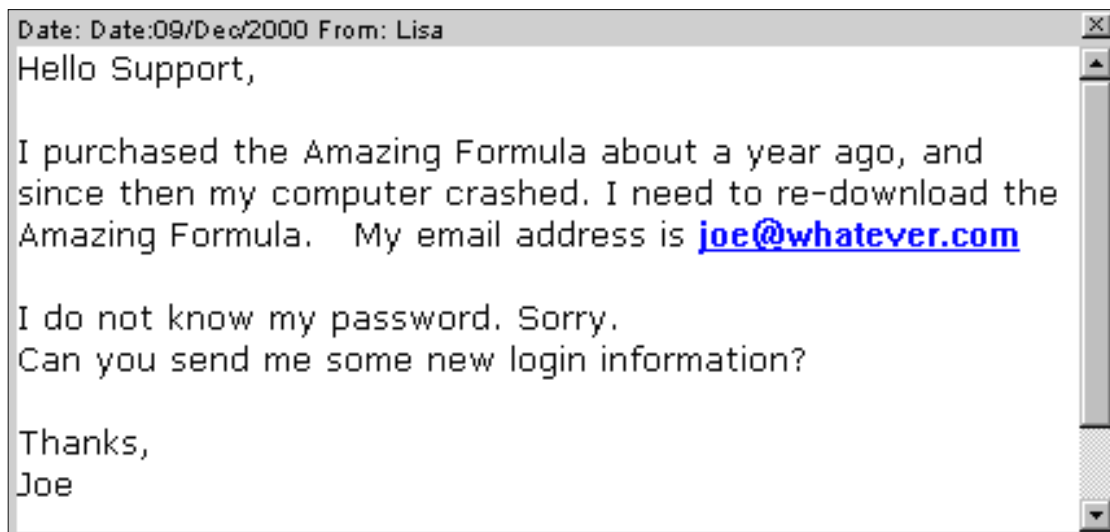 Date: Date:09/Dec/2000 From: Lisa
Hello Support,
I purchased the Amazing Formula about a year ago, and
since then my computer crashed. I need to re-download the
Amazing Formula.   My email address is joe@whatever.com
I do not know my password. Sorry.
Can you send me some new login information?
Thanks,
Joe